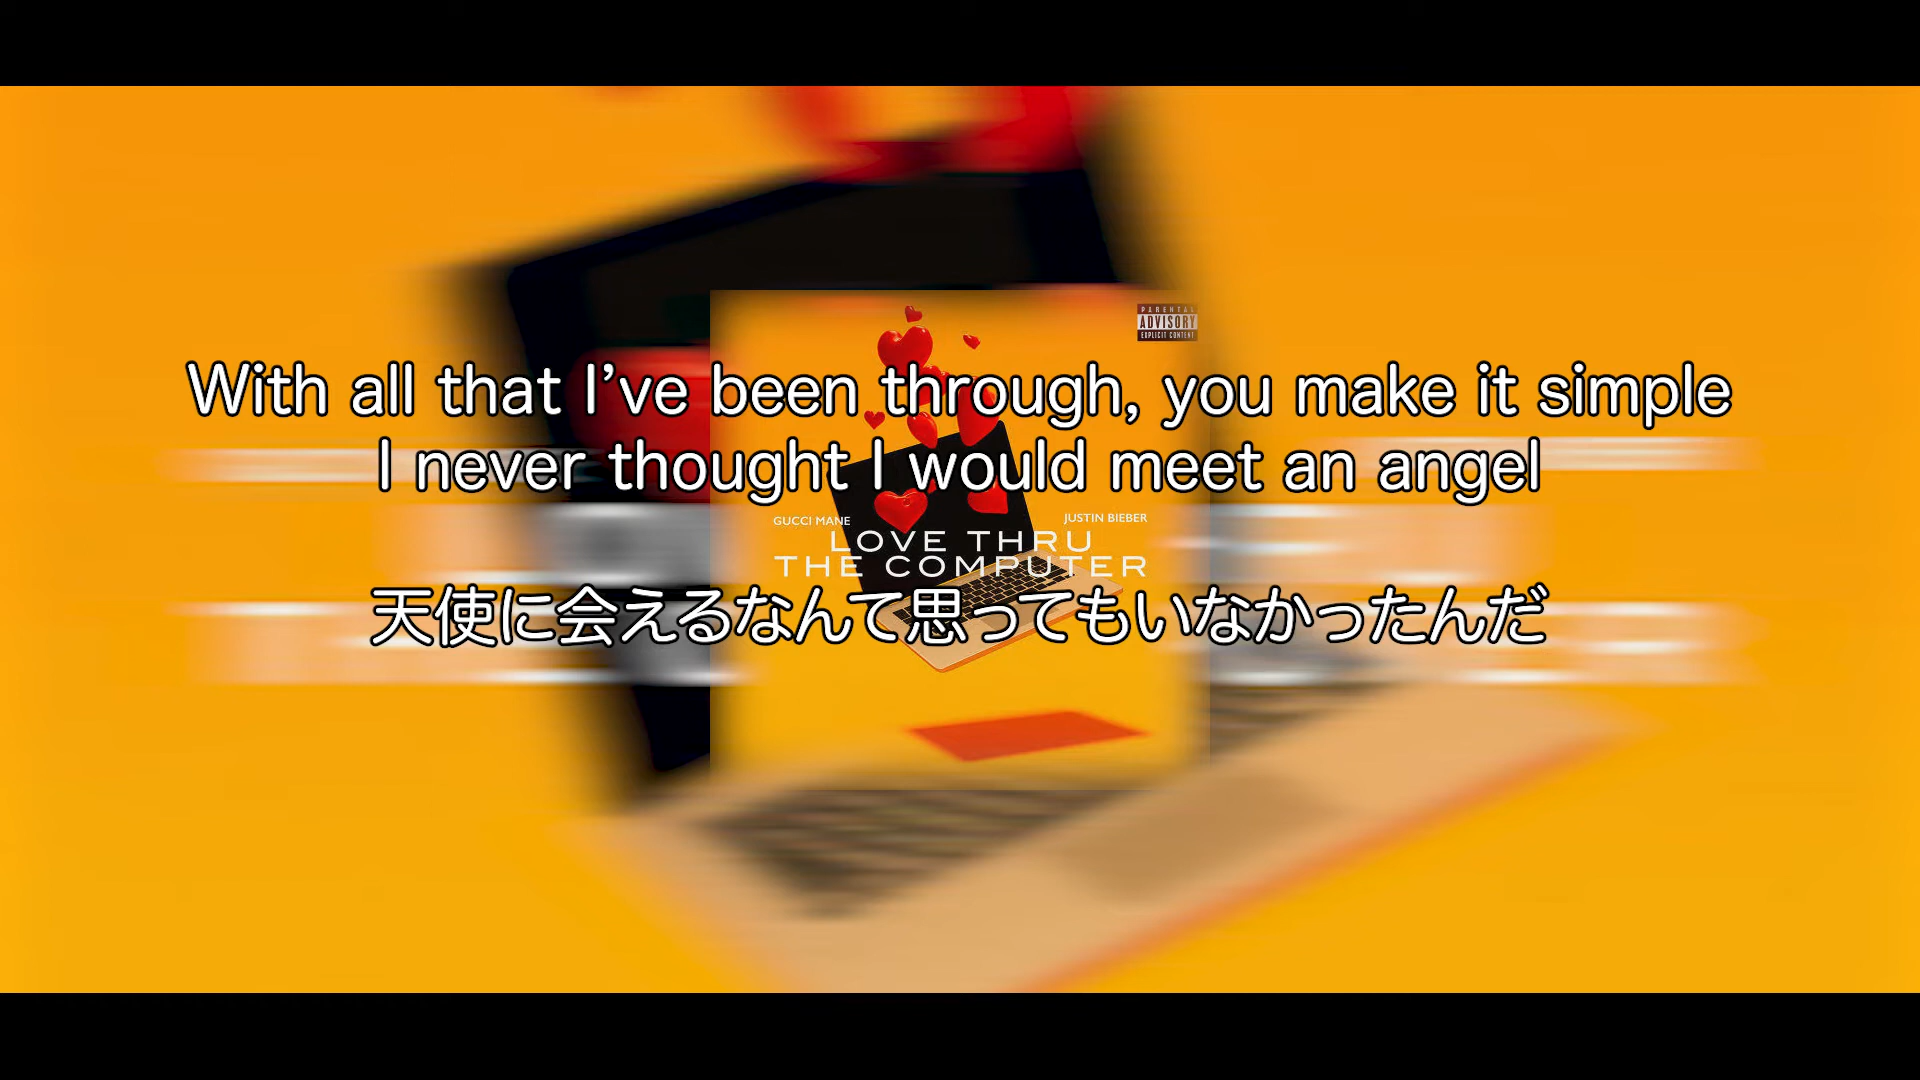 PARENTAL
ADVISORY
EXPLICIT CONTENT
With all that I’ve been through, you make it simple
I never thought I would meet an angel
GUCCI MANE
JUSTIN BIEBER
LOVE THRU
THE COMPUTER
天使に会えるなんて思ってもいなかったんだ